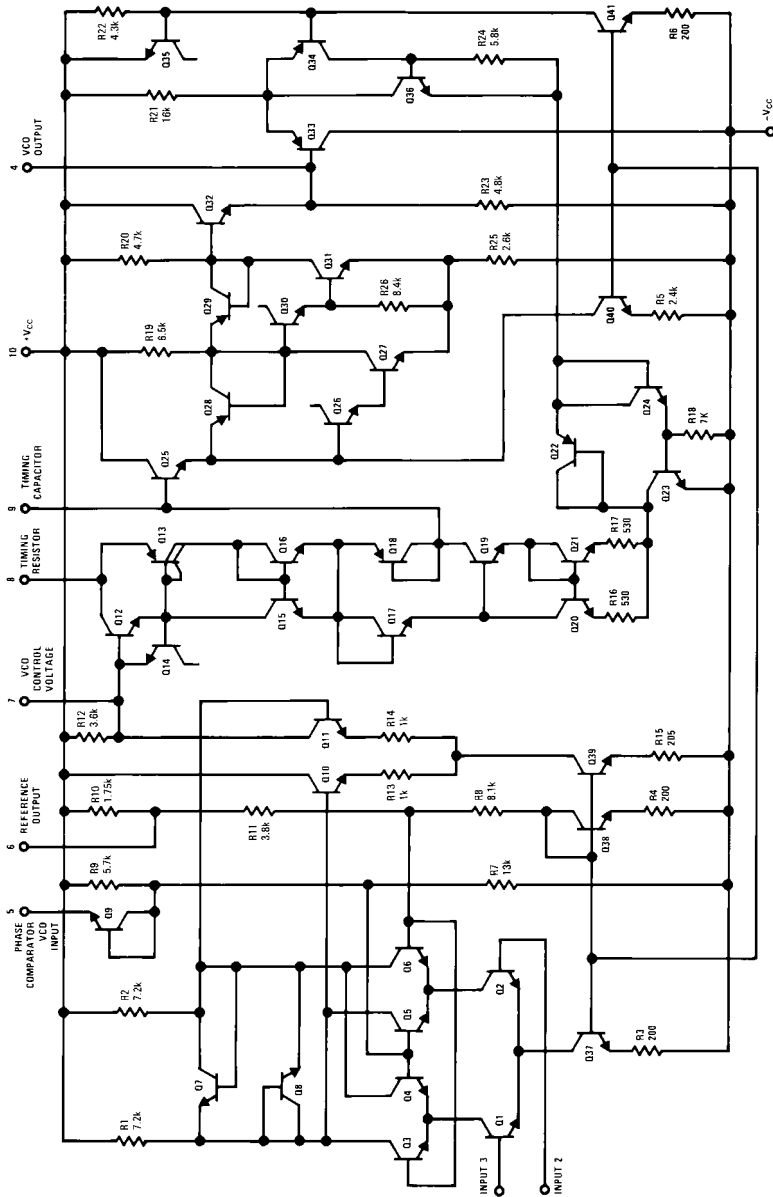 5
PHASE
COMPARATOR
VCO
INPUT
6
REFERENCE
OUTPUT
7
VCO
CONTROL
VOLTAGE
8
TIMING
RESISTOR
9
TIMING
CAPACITOR
10
+VCC
4
VCO
OUTPUT
R1
7.2k
R2
7.2k
R9
5.7k
R10
1.75k
R12
3.6k
R19
6.5k
R20
4.7k
R21
16k
R22
4.3k
Q9
Q12
Q13
Q14
Q25
Q32
Q35
Q7
Q8
R11
3.8k
Q10
Q11
Q15
Q16
Q28
Q29
Q33
Q34
Q30
Q31
Q36
R13
1k
R14
1k
Q17
Q18
Q26
Q27
R26
8.4k
R23
4.8k
R24
5.8k
Q3
Q4
Q5
Q6
R7
13k
R8
8.1k
Q19
Q20
Q21
R25
2.6k
Q1
Q2
R16
530
R17
530
Q22
Q24
Q23
R18
7K
Q37
Q38
Q39
Q40
Q41
R3
200
R4
200
R15
205
R5
2.4k
R6
200
INPUT 3
INPUT 2
-VCC